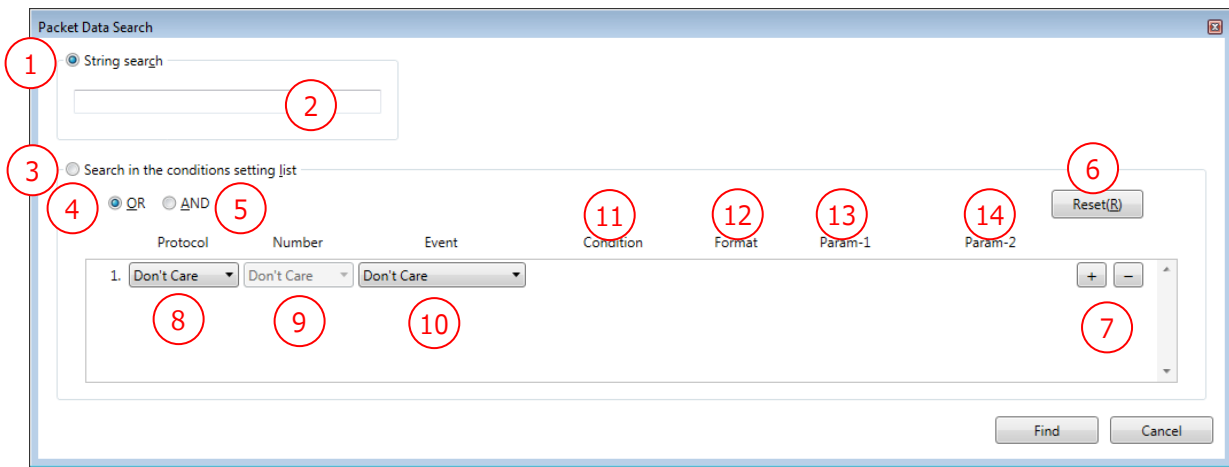 Packet Data Search
1 String search
2
3 Search in the conditions setting list
6
4 OR AND 5 Reset(R)
11 12 13 14
Protocol Number Event Condition Format Param-1 Param-2
1. Don't Care Don't Care Don't Care + −
8 9 10 7
Find Cancel